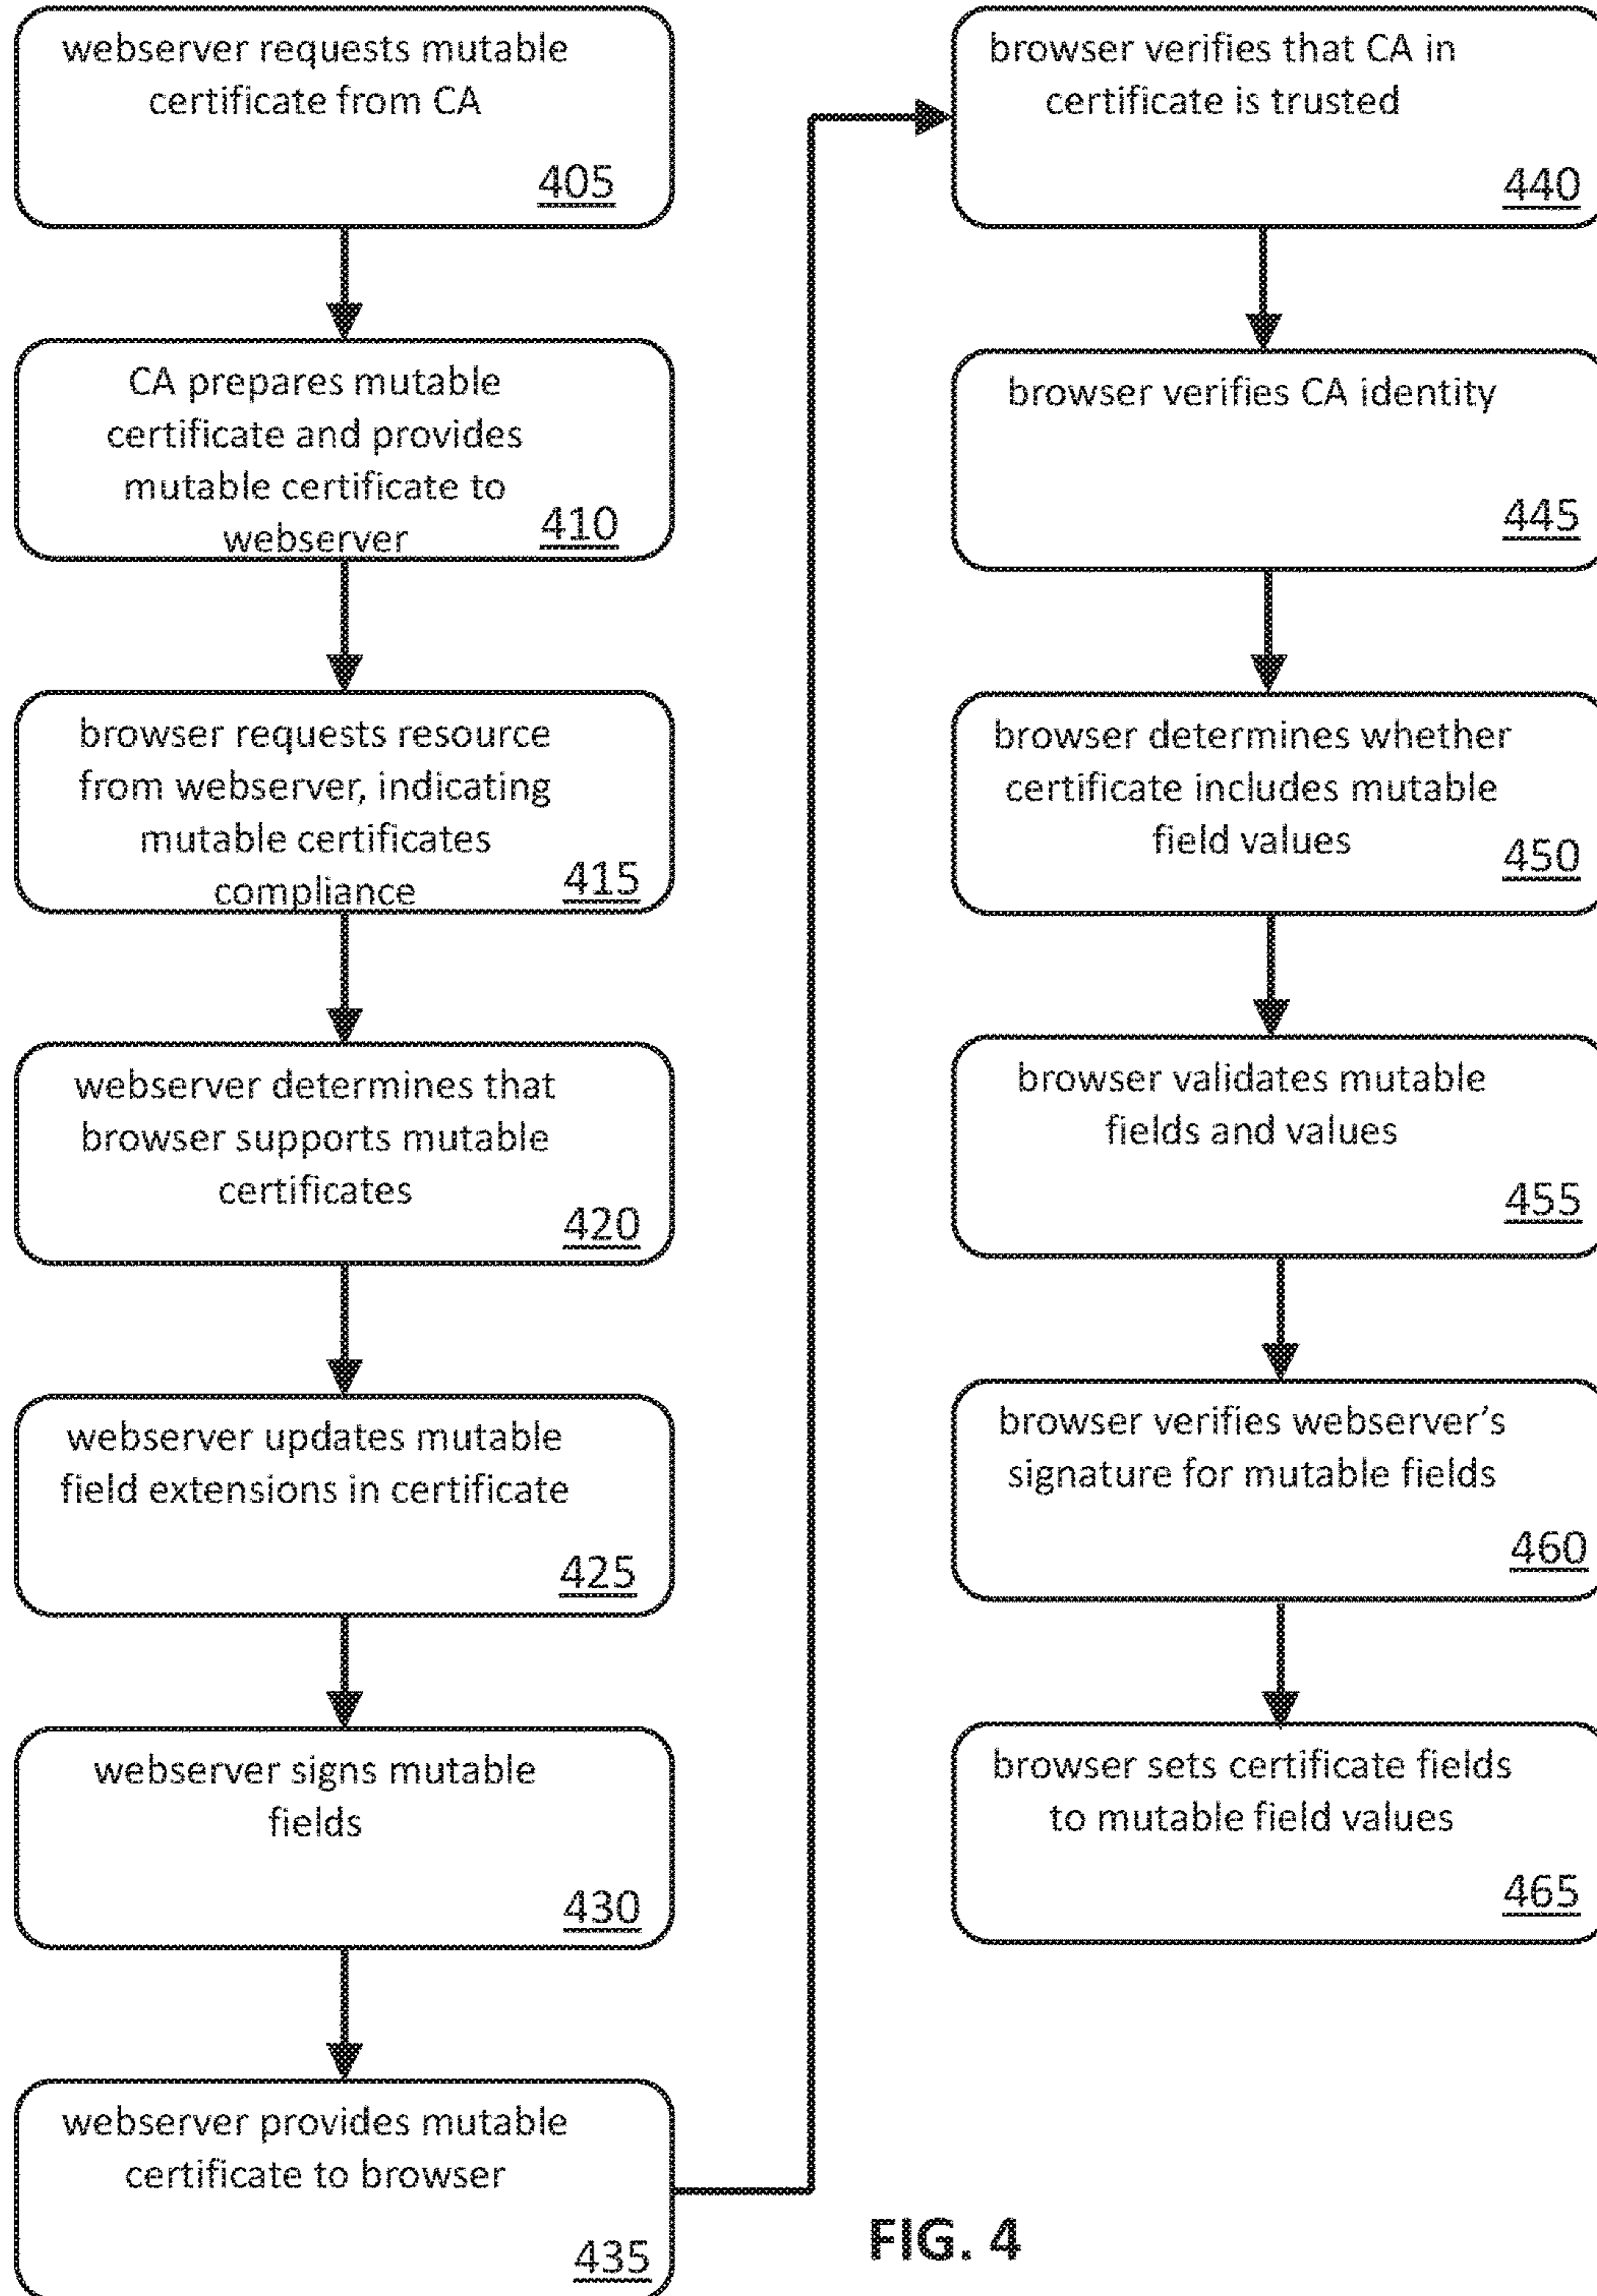 webserver requests mutable
certificate from CA
405
CA prepares mutable
certificate and provides
mutable certificate to
webserver
410
browser requests resource
from webserver, indicating
mutable certificates
compliance
415
webserver determines that
browser supports mutable
certificates
420
webserver updates mutable
field extensions in certificate
425
webserver signs mutable
fields
430
webserver provides mutable
certificate to browser
435
browser verifies that CA in
certificate is trusted
440
browser verifies CA identity
445
browser determines whether
certificate includes mutable
field values
450
browser validates mutable
fields and values
455
browser verifies webserver’s
signature for mutable fields
460
browser sets certificate fields
to mutable field values
465
FIG. 4